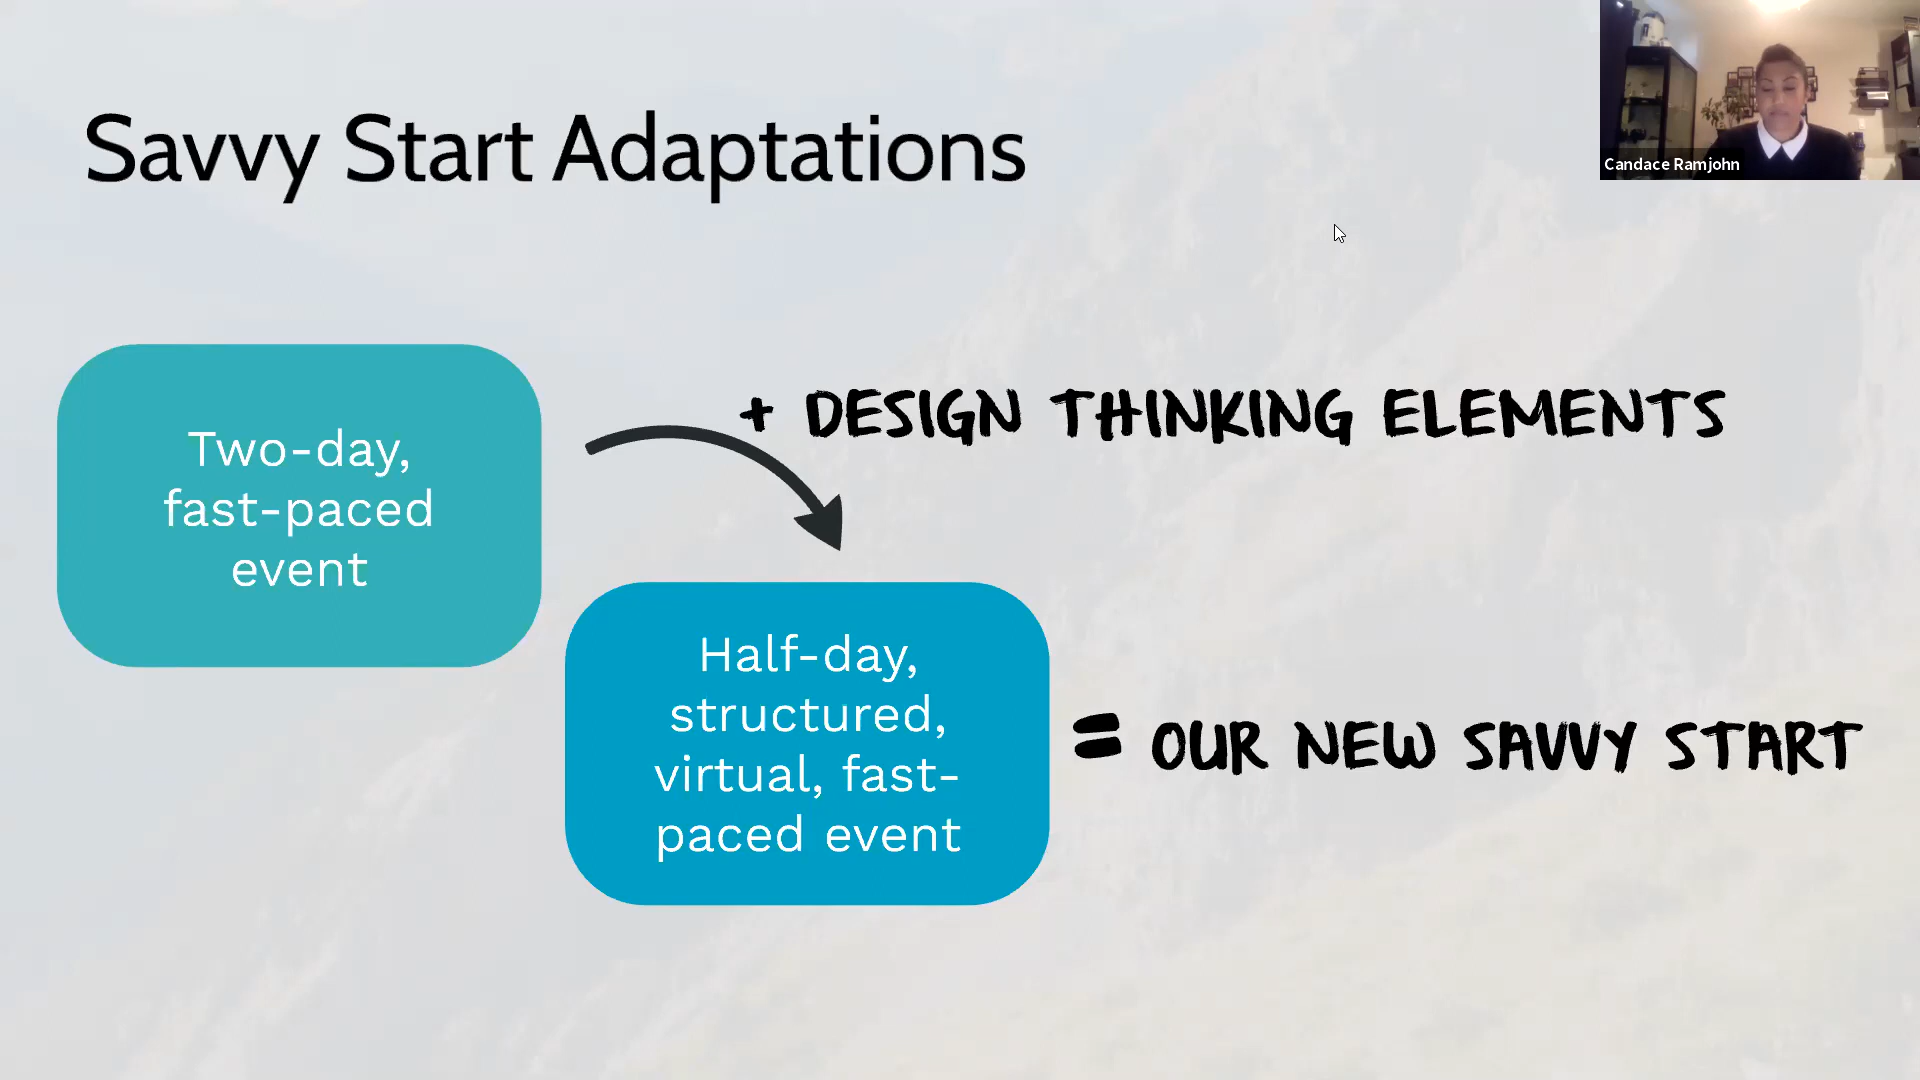 Savvy Start Adaptations
Candace Ramjohn
Two-day,
fast-paced
event
+ DESIGN THINKING ELEMENTS
Half-day,
structured,
virtual, fast-
paced event
= OUR NEW SAVVY START